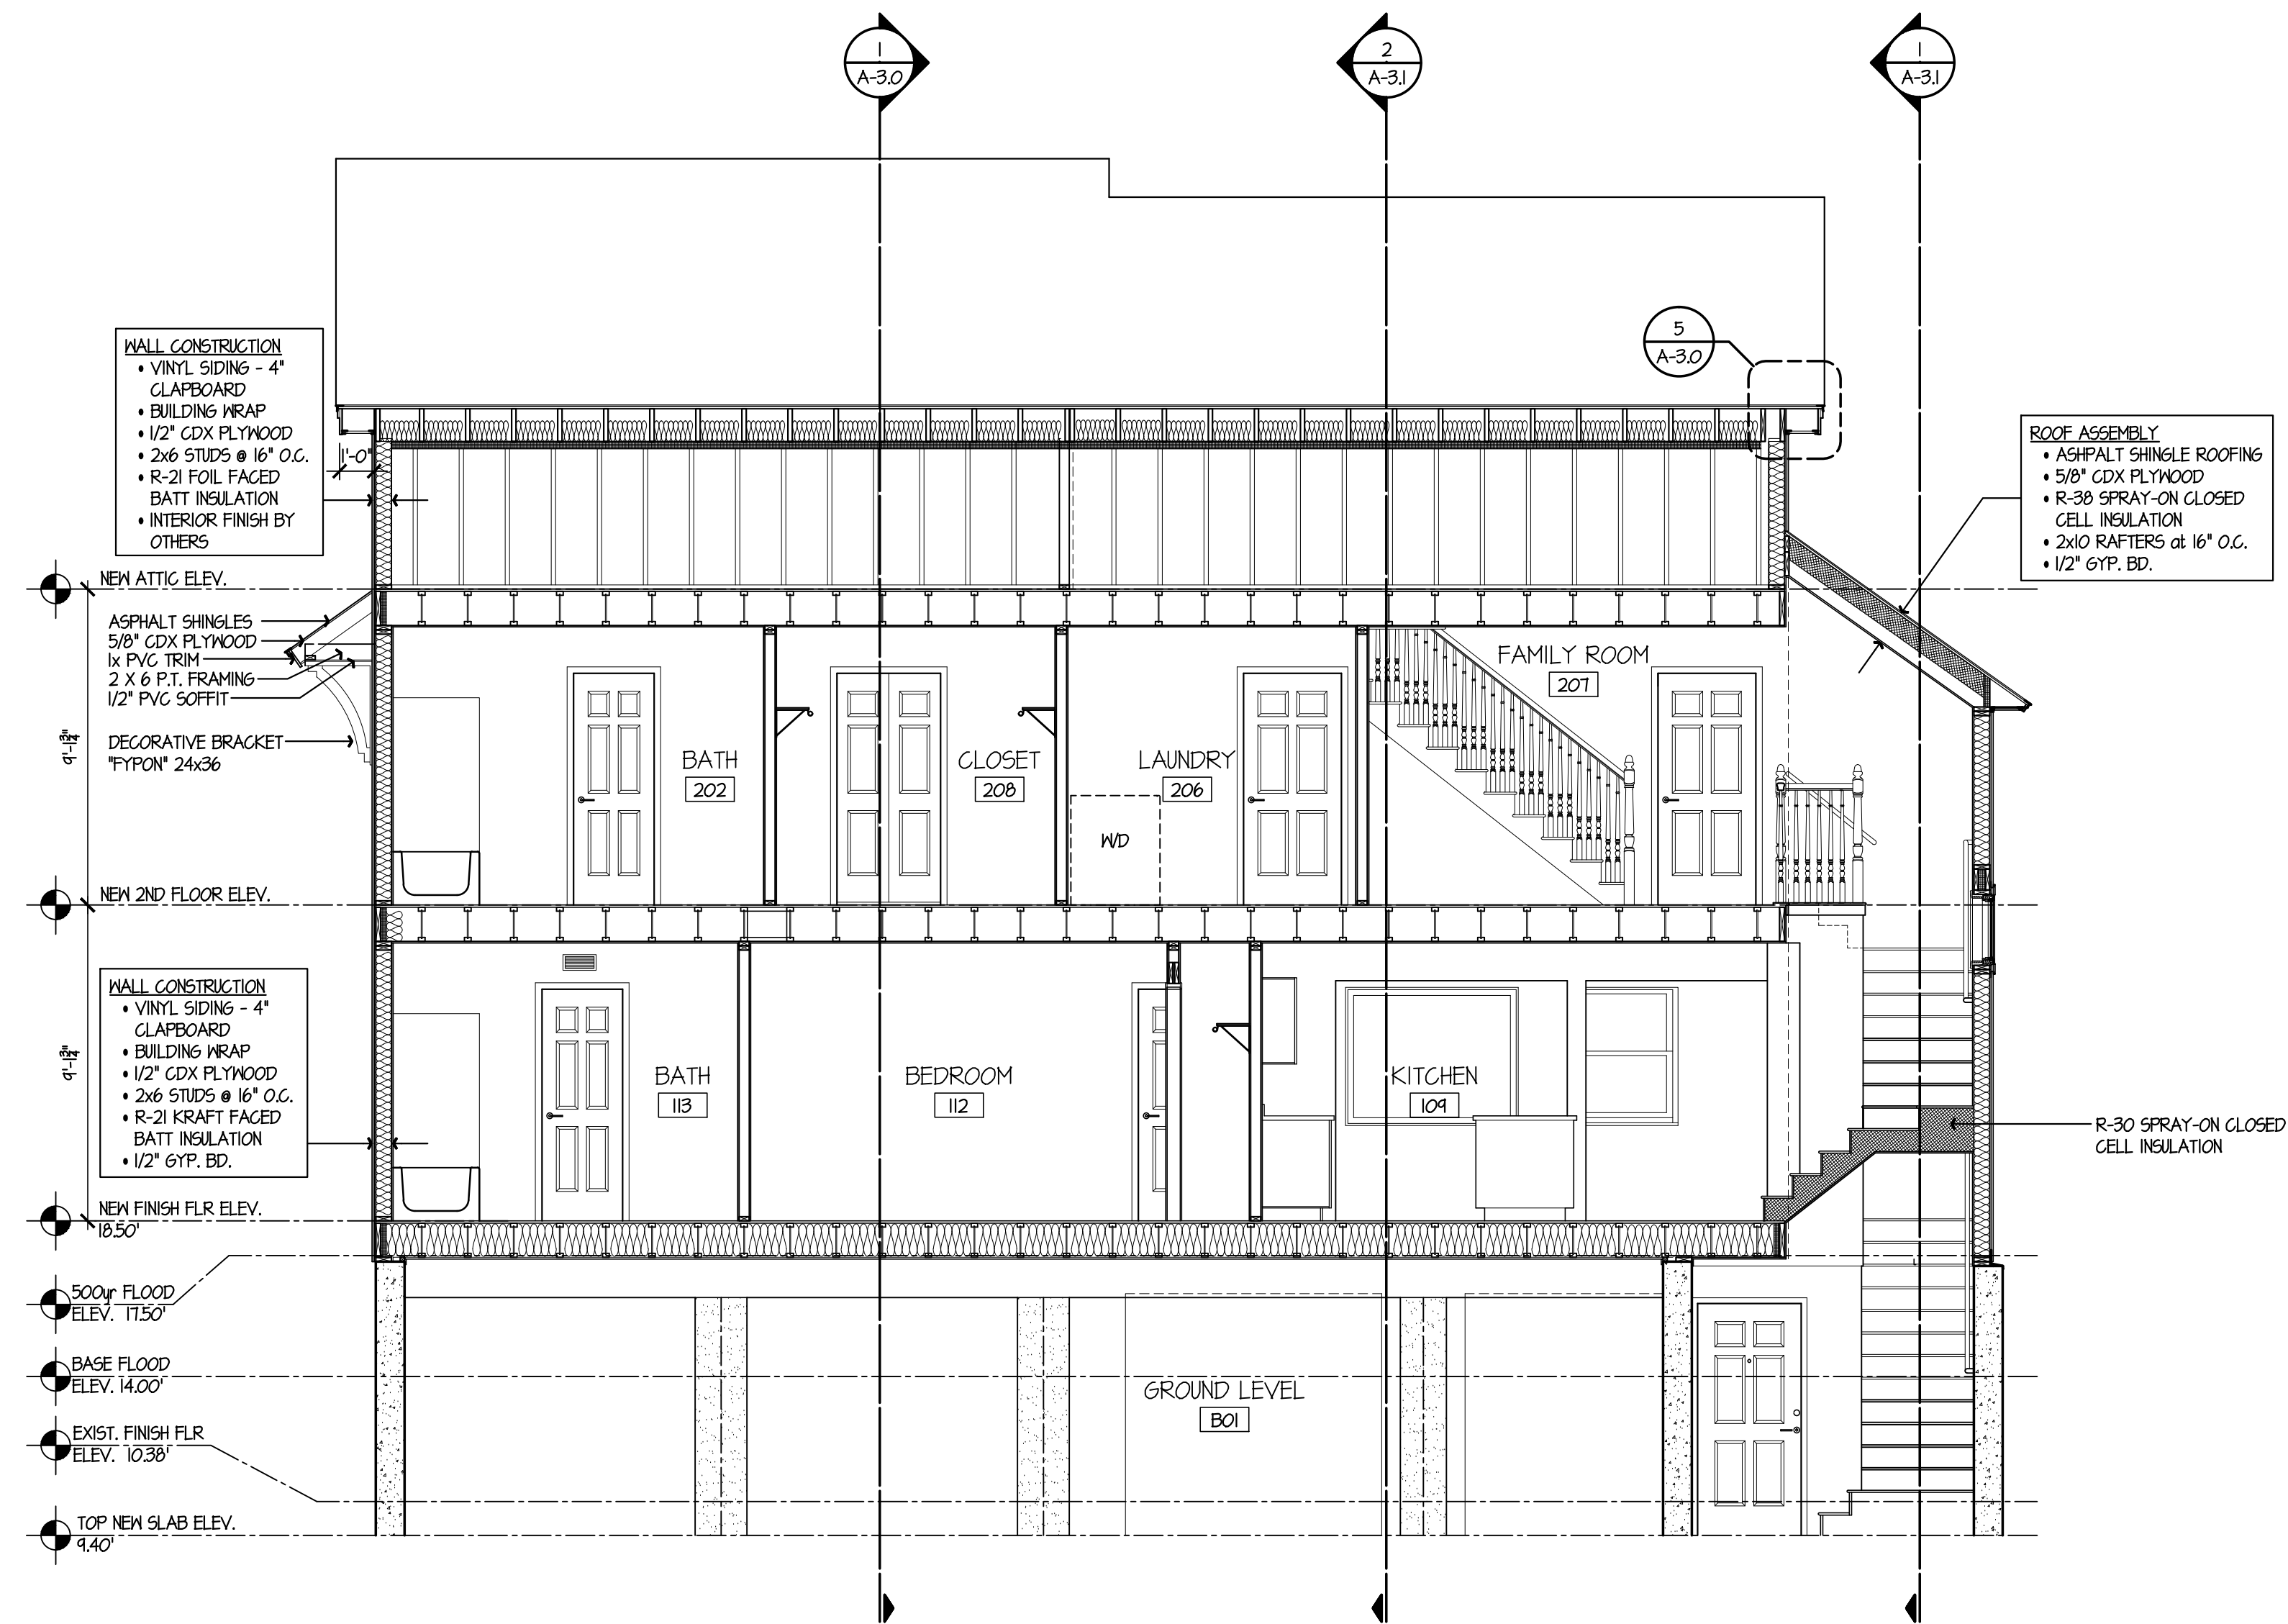 1
A-3.0
2
A-3.1
1
A-3.1
5
A-3.0
WALL CONSTRUCTION
• VINYL SIDING - 4"
CLAPBOARD
• BUILDING WRAP
• 1/2" CDX PLYWOOD
• 2x6 STUDS @ 16" O.C.
• R-21 FOIL FACED
BATT INSULATION
• INTERIOR FINISH BY
OTHERS
1'-0"
ROOF ASSEMBLY
• ASHPALT SHINGLE ROOFING
• 5/8" CDX PLYWOOD
• R-38 SPRAY-ON CLOSED
CELL INSULATION
• 2x10 RAFTERS at 16" O.C.
• 1/2" GYP. BD.
NEW ATTIC ELEV.
ASPHALT SHINGLES
5/8" CDX PLYWOOD
1x PVC TRIM
2 X 6 P.T. FRAMING
1/2" PVC SOFFIT
DECORATIVE BRACKET
"FYPON" 24x36
9'-1 3/4"
FAMILY ROOM
207
BATH
202
CLOSET
208
LAUNDRY
206
W/D
NEW 2ND FLOOR ELEV.
WALL CONSTRUCTION
• VINYL SIDING - 4"
CLAPBOARD
• BUILDING WRAP
• 1/2" CDX PLYWOOD
• 2x6 STUDS @ 16" O.C.
• R-21 KRAFT FACED
BATT INSULATION
• 1/2" GYP. BD.
9'-1 3/4"
BATH
113
BEDROOM
112
KITCHEN
109
R-30 SPRAY-ON CLOSED
CELL INSULATION
NEW FINISH FLR ELEV.
18.50'
500yr FLOOD
ELEV. 17.50'
BASE FLOOD
ELEV. 14.00'
GROUND LEVEL
B01
EXIST. FINISH FLR
ELEV. 10.38'
TOP NEW SLAB ELEV.
9.40'